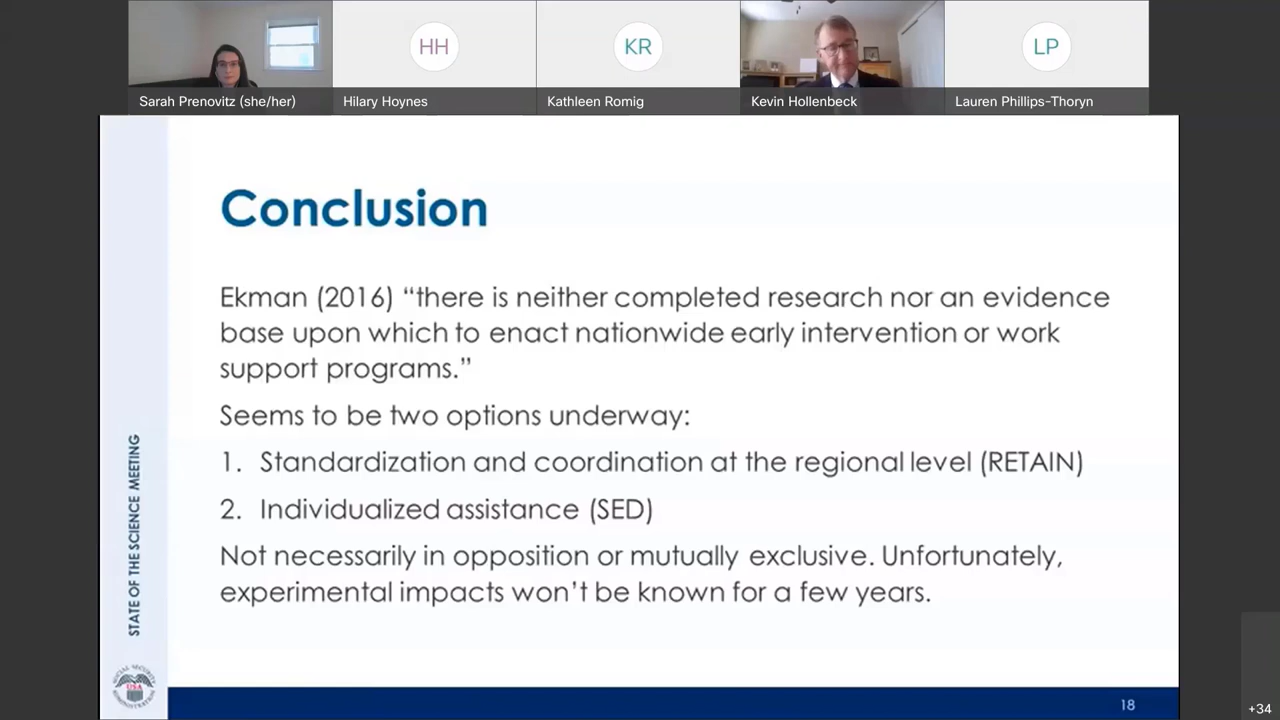 HH
KR
LP
Sarah Prenovitz (she/her)
Hilary Hoynes
Kathleen Romig
Kevin Hollenbeck
Lauren Phillips-Thoryn
Conclusion
Ekman (2016) “there is neither completed research nor an evidence
base upon which to enact nationwide early intervention or work
support programs.”
Seems to be two options underway:
1. Standardization and coordination at the regional level (RETAIN)
2. Individualized assistance (SED)
Not necessarily in opposition or mutually exclusive. Unfortunately,
experimental impacts won’t be known for a few years.
STATE OF THE SCIENCE MEETING
SOCIAL SECURITY
USA
ADMINISTRATION
18
+34